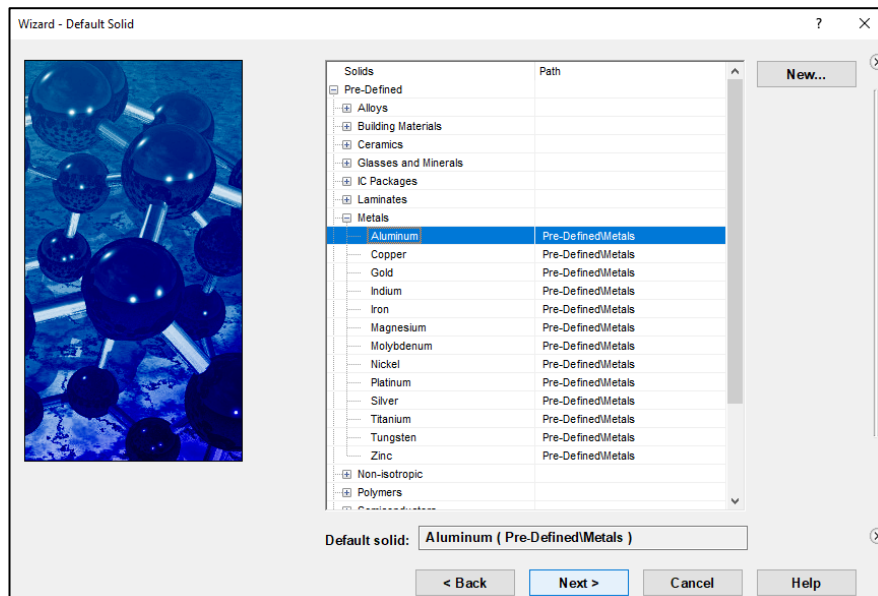 Wizard - Default Solid
?
Solids Path
Pre-Defined
Alloys
Building Materials
Ceramics
Glasses and Minerals
IC Packages
Laminates
Metals
Aluminum Pre-Defined\Metals
Copper Pre-Defined\Metals
Gold Pre-Defined\Metals
Indium Pre-Defined\Metals
Iron Pre-Defined\Metals
Magnesium Pre-Defined\Metals
Molybdenum Pre-Defined\Metals
Nickel Pre-Defined\Metals
Platinum Pre-Defined\Metals
Silver Pre-Defined\Metals
Titanium Pre-Defined\Metals
Tungsten Pre-Defined\Metals
Zinc Pre-Defined\Metals
Non-isotropic
Polymers
New...
Default solid: Aluminum ( Pre-Defined\Metals )
< Back Next > Cancel Help